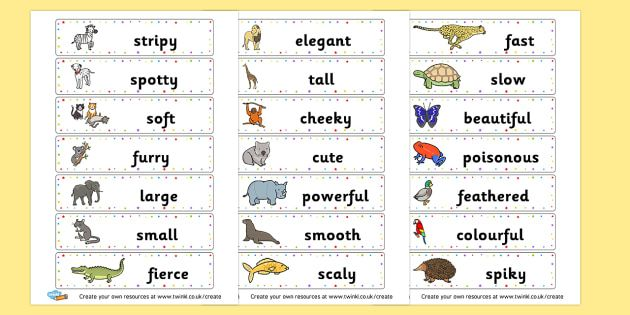 stripy
spotty
soft
furry
large
small
fierce
Create your own resources at www.twinkl.co.uk/create
elegant
tall
cheeky
cute
powerful
smooth
scaly
Create your own resources at www.twinkl.co.uk/create
fast
slow
beautiful
poisonous
feathered
colourful
spiky
Create your own resources at www.twinkl.co.uk/create